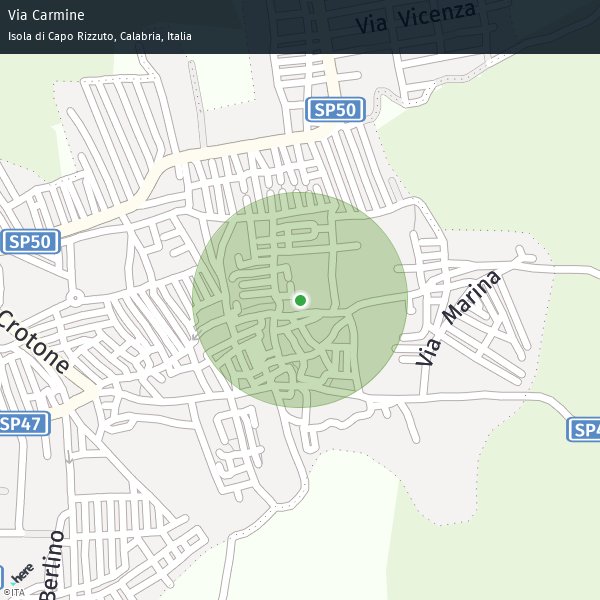 Via Carmine
Via Vicenza
Isola di Capo Rizzuto, Calabria, Italia
SP50
SP50
Via Marina
Crotone
SP47
Berlino
here
©ITA